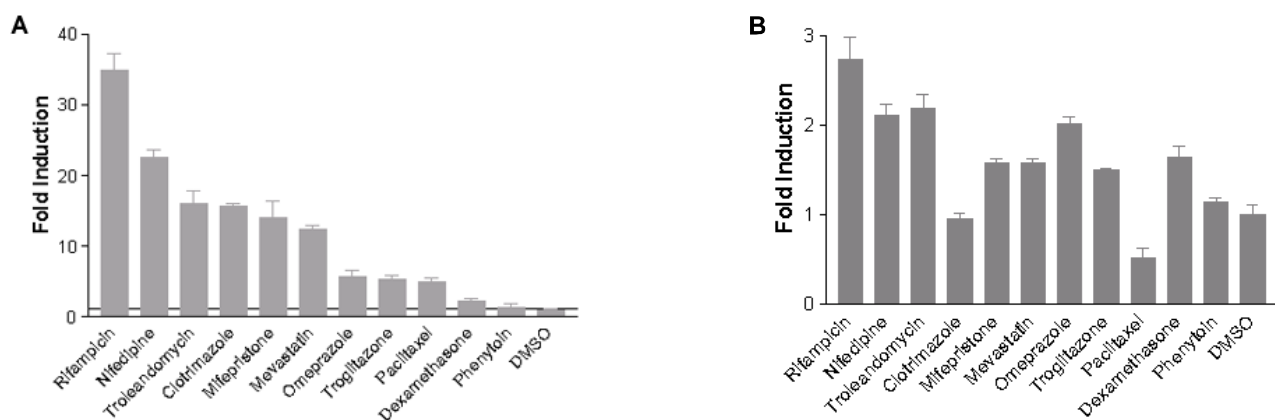 A
Fold Induction
40
30
20
10
0
Rifampicin
Nifedipine
Troleandomycin
Clotrimazole
Mifepristone
Mevastatin
Omeprazole
Troglitazone
Paclitaxel
Dexamethasone
Phenytoin
DMSO
B
Fold Induction
3
2
1
0
Rifampicin
Nifedipine
Troleandomycin
Clotrimazole
Mifepristone
Mevastatin
Omeprazole
Troglitazone
Paclitaxel
Dexamethasone
Phenytoin
DMSO